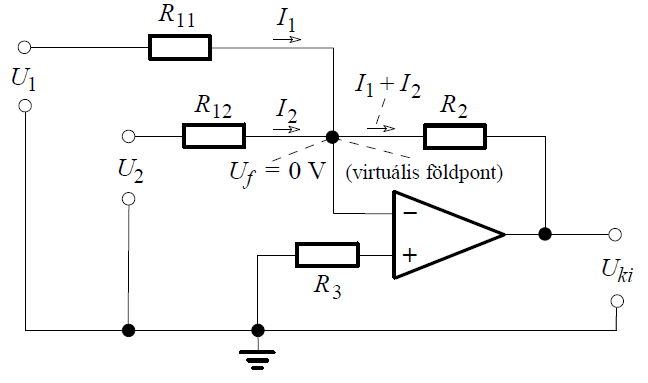 R11
I1
U1
R12
I2
I1 + I2
R2
U2
Uf = 0 V
(virtuális földpont)
−
+
R3
Uki